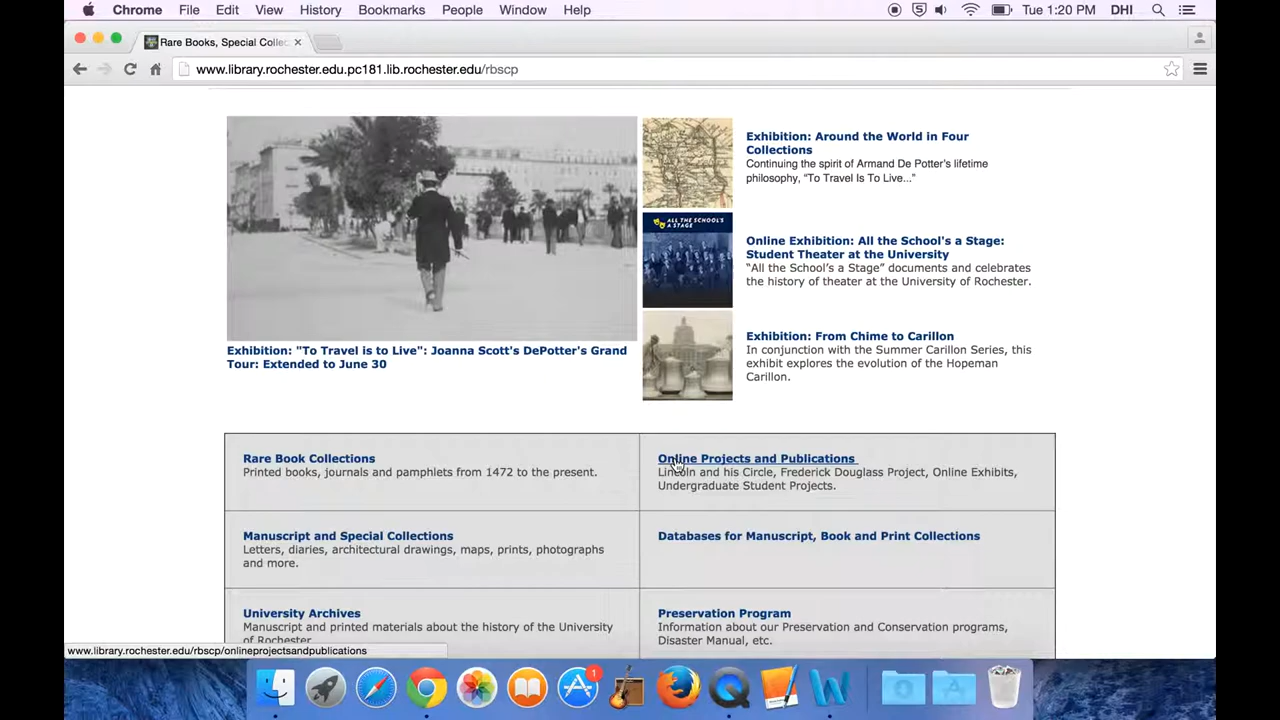 Chrome File Edit View History Bookmarks People Window Help
5 Tue 1:20 PM DHI
Rare Books, Special Collec
www.library.rochester.edu.pc181.lib.rochester.edu/rbscp
Exhibition: "To Travel is to Live": Joanna Scott's DePotter's Grand
Tour: Extended to June 30
Exhibition: Around the World in Four
Collections
Continuing the spirit of Armand De Potter's lifetime
philosophy, "To Travel Is To Live..."
ALL THE SCHOOL'S
A STAGE
Online Exhibition: All the School's a Stage:
Student Theater at the University
"All the School's a Stage" documents and celebrates
the history of theater at the University of Rochester.
Exhibition: From Chime to Carillon
In conjunction with the Summer Carillon Series, this
exhibit explores the evolution of the Hopeman
Carillon.
Rare Book Collections
Printed books, journals and pamphlets from 1472 to the present.
Online Projects and Publications
Lincoln and his Circle, Frederick Douglass Project, Online Exhibits,
Undergraduate Student Projects.
Manuscript and Special Collections
Letters, diaries, architectural drawings, maps, prints, photographs
and more.
Databases for Manuscript, Book and Print Collections
University Archives
Manuscript and printed materials about the history of the University
of Rochester
Preservation Program
Information about our Preservation and Conservation programs,
Disaster Manual, etc.
www.library.rochester.edu/rbscp/onlineprojectsandpublications
1